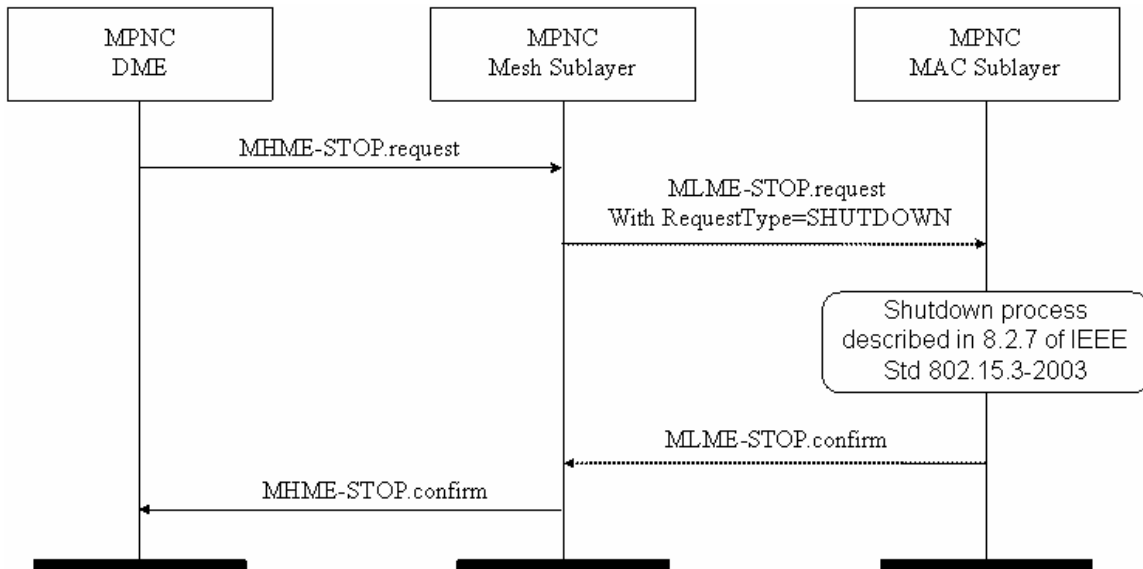 MPNC
DME
MPNC
Mesh Sublayer
MPNC
MAC Sublayer
MHME-STOP.request
MLME-STOP.request
With RequestType=SHUTDOWN
Shutdown process
described in 8.2.7 of IEEE
Std 802.15.3-2003
MLME-STOP.confirm
MHME-STOP.confirm